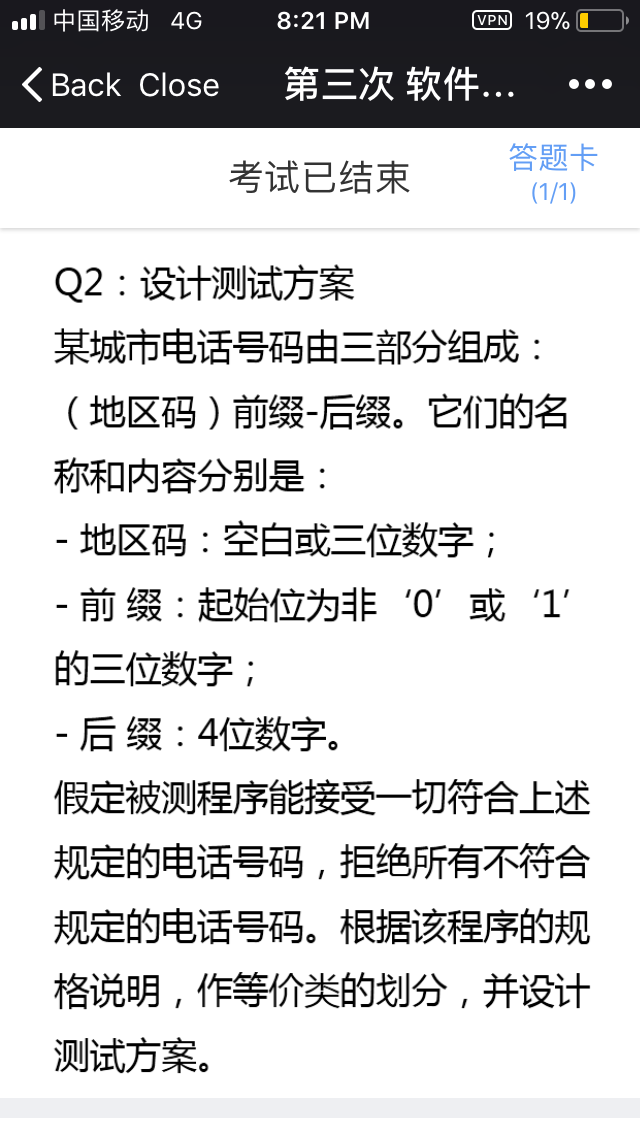 中国移动 4G 8:21 PM VPN 19%
Back Close 第三次 软件... •••
考试已结束
答题卡
(1/1)
Q2：设计测试方案
某城市电话号码由三部分组成：
（地区码）前缀-后缀。它们的名
称和内容分别是：
- 地区码：空白或三位数字；
- 前 缀：起始位为非‘0’或‘1’
的三位数字；
- 后 缀：4位数字。
假定被测程序能接受一切符合上述
规定的电话号码，拒绝所有不符合
规定的电话号码。根据该程序的规
格说明，作等价类的划分，并设计
测试方案。